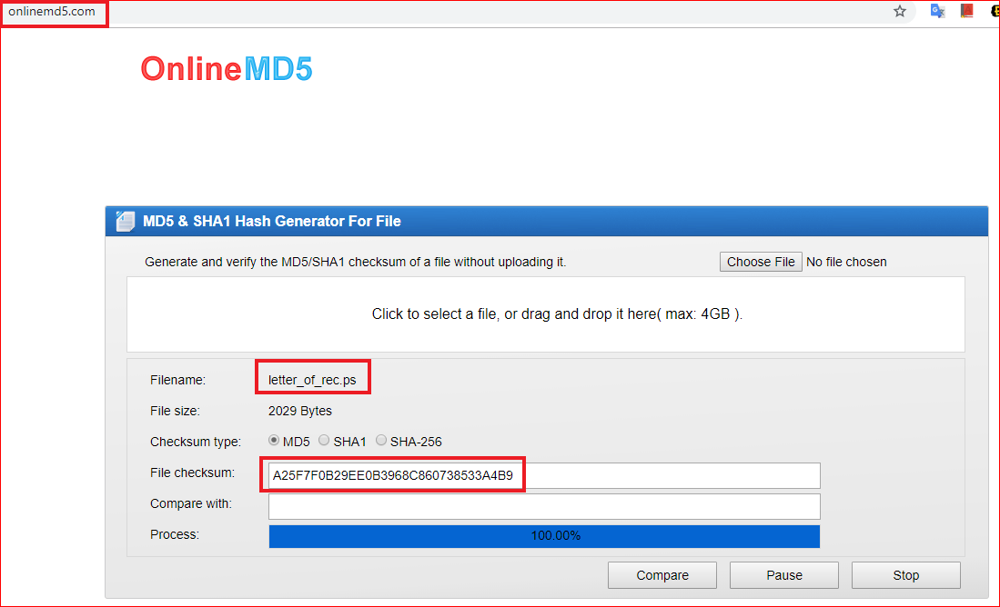 onlinemd5.com
OnlineMD5
MD5 & SHA1 Hash Generator For File
Generate and verify the MD5/SHA1 checksum of a file without uploading it. Choose File No file chosen
Click to select a file, or drag and drop it here( max: 4GB ).
Filename: letter_of_rec.ps
File size: 2029 Bytes
Checksum type: MD5 SHA1 SHA-256
File checksum: A25F7F0B29EE0B3968C860738533A4B9
Compare with:
Process: 100.00%
Compare Pause Stop